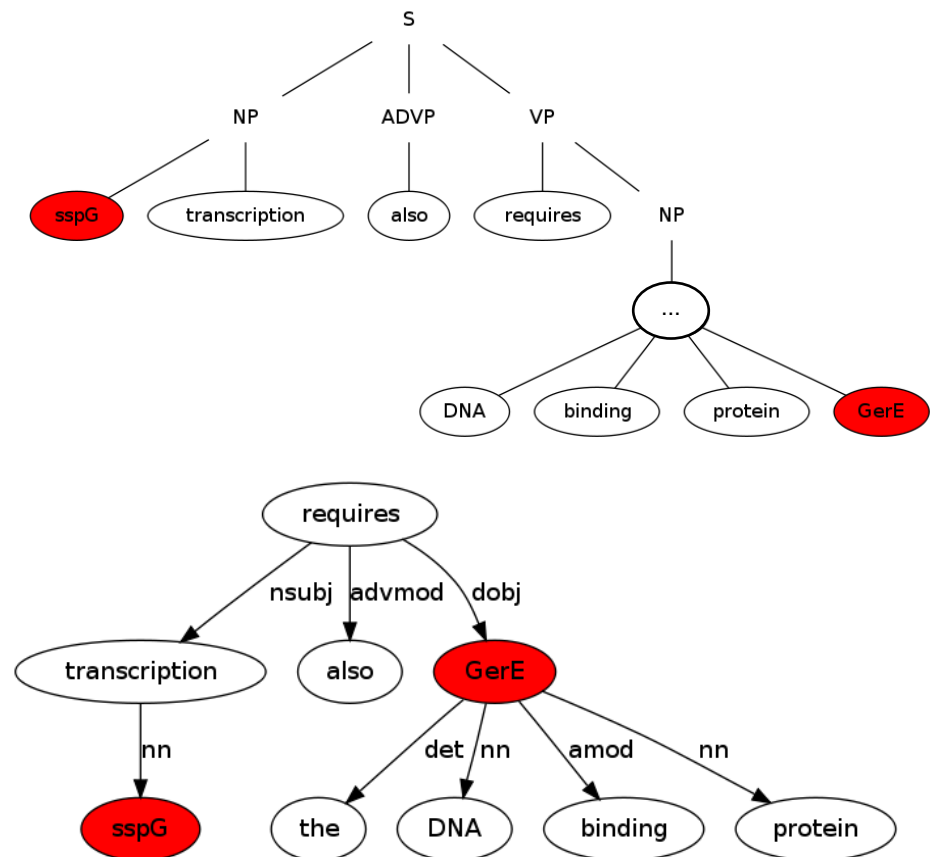 S
NP ADVP VP
sspG transcription also requires NP
...
DNA binding protein GerE
requires
nsubj advmod dobj
transcription also GerE
nn det nn amod nn
sspG the DNA binding protein